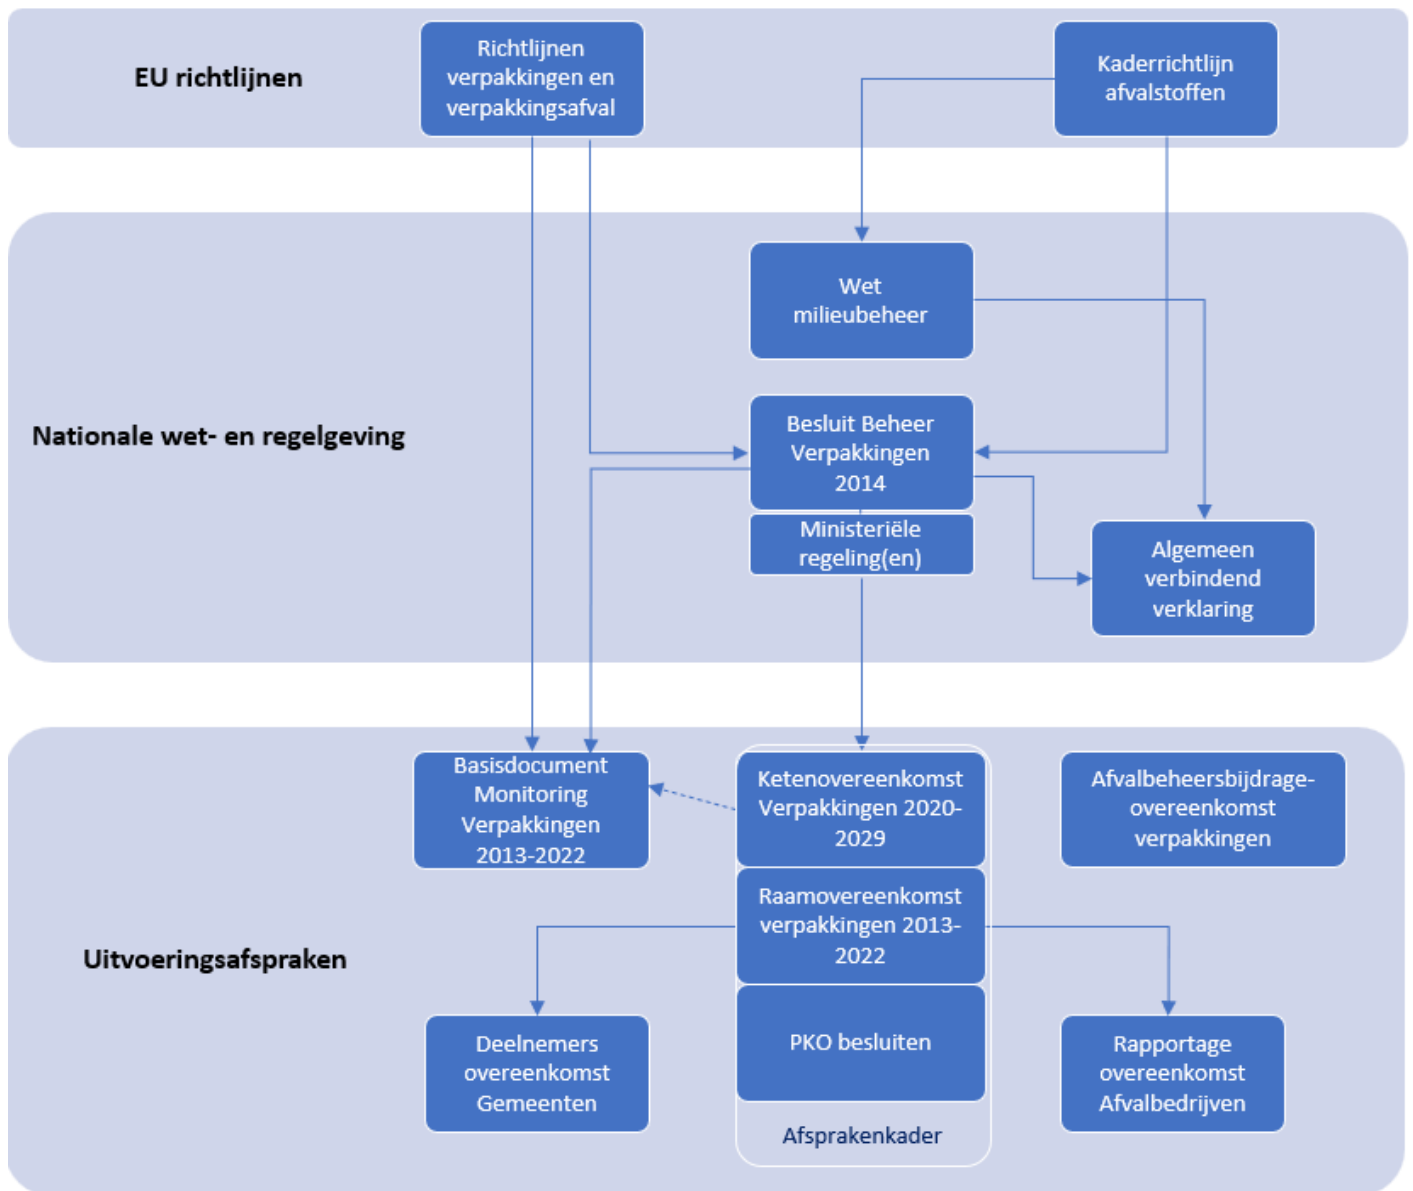 EU richtlijnen
Richtlijnen
verpakkingen en
verpakkingsafval
Kaderrichtlijn
afvalstoffen
Nationale wet- en regelgeving
Wet
milieubeheer
Besluit Beheer
Verpakkingen
2014
Ministeriële
regeling(en)
Algemeen
verbindend
verklaring
Uitvoeringsafspraken
Basisdocument
Monitoring
Verpakkingen
2013-2022
Ketenovereenkomst
Verpakkingen 2020-
2029
Afvalbeheersbijdrage-
overeenkomst
verpakkingen
Raamovereenkomst
verpakkingen 2013-
2022
Deelnemers
overeenkomst
Gemeenten
PKO besluiten
Rapportage
overeenkomst
Afvalbedrijven
Afsprakenkader